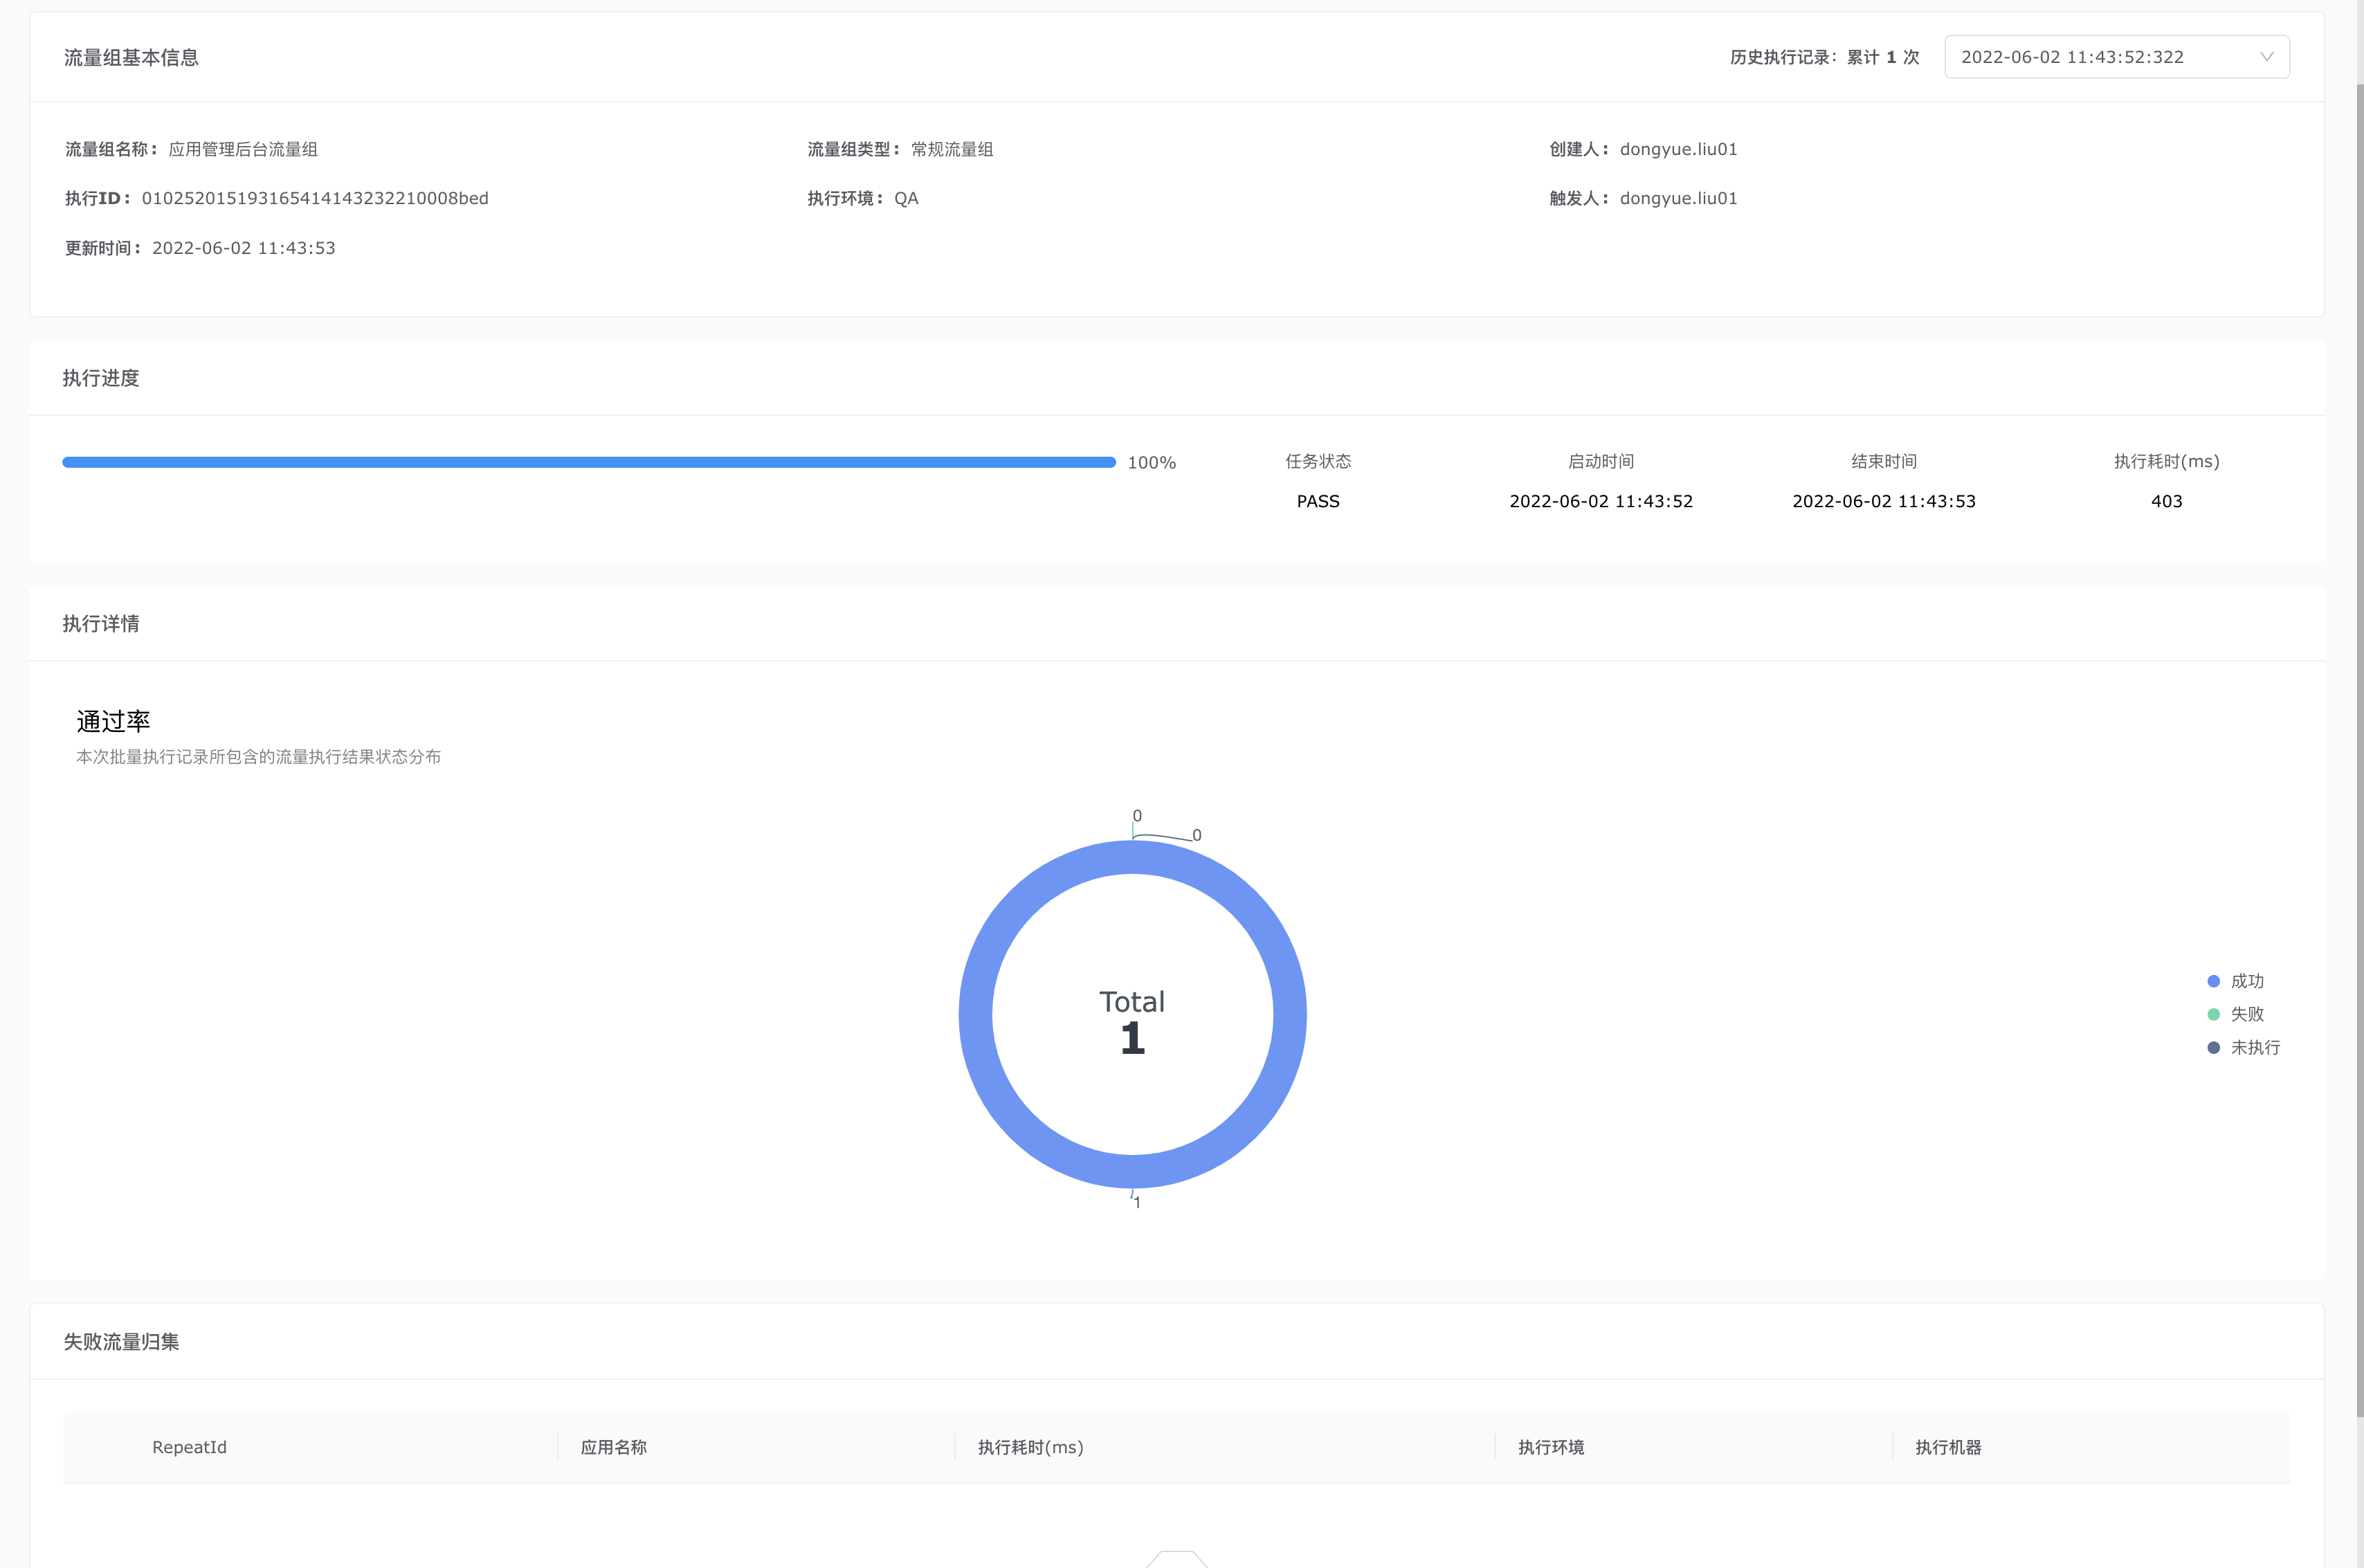 流量组基本信息
历史执行记录：累计 1 次
2022-06-02 11:43:52:322
流量组名称： 应用管理后台流量组
流量组类型： 常规流量组
创建人： dongyue.liu01
执行ID： 010252015193165414143232210008bed
执行环境： QA
触发人： dongyue.liu01
更新时间： 2022-06-02 11:43:53
执行进度
100%
任务状态
启动时间
结束时间
执行耗时(ms)
PASS
2022-06-02 11:43:52
2022-06-02 11:43:53
403
执行详情
通过率
本次批量执行记录所包含的流量执行结果状态分布
0
0
Total
1
成功
失败
未执行
1
失败流量归集
RepeatId
应用名称
执行耗时(ms)
执行环境
执行机器